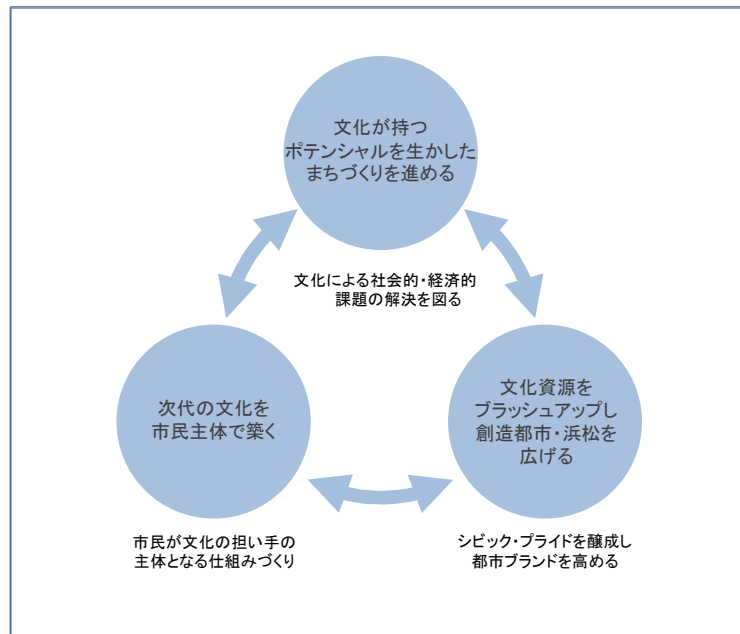 文化が持つ
ポテンシャルを生かした
まちづくりを進める
文化による社会的・経済的
課題の解決を図る
次代の文化を
市民主体で築く
市民が文化の担い手の
主体となる仕組みづくり
文化資源を
ブラッシュアップし
創造都市・浜松を
広げる
シビック・プライドを醸成し
都市ブランドを高める